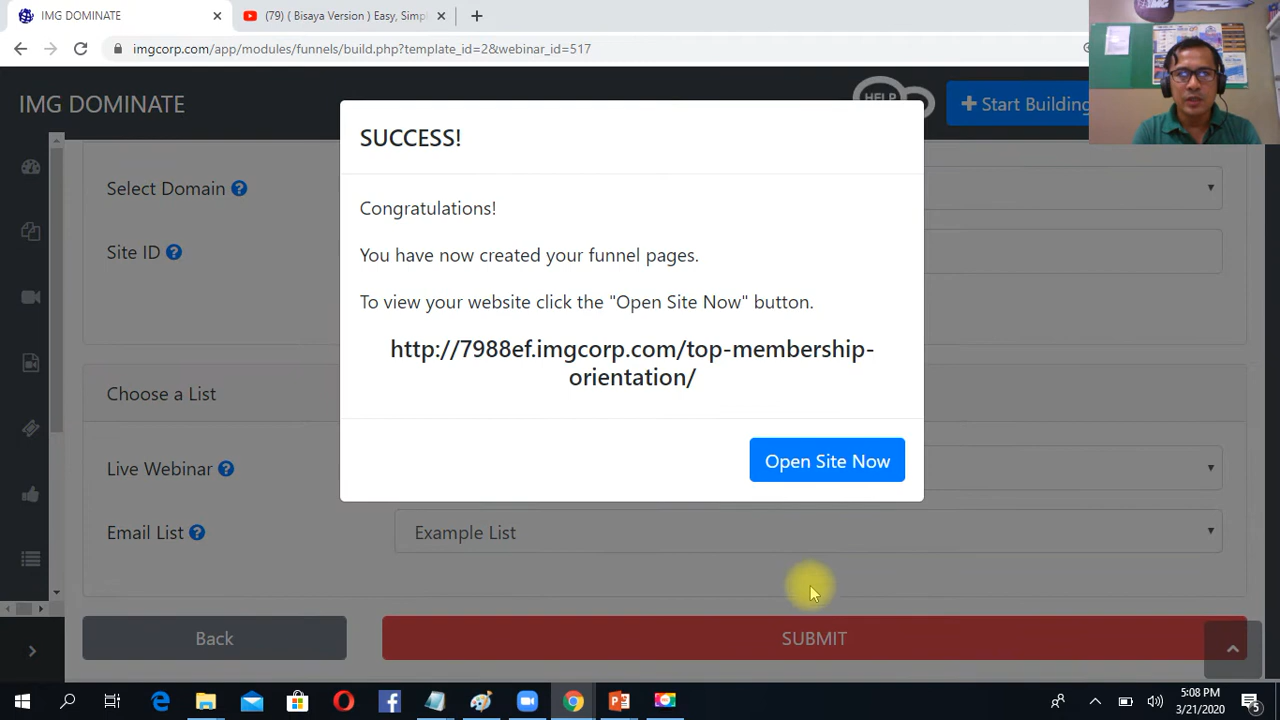 IMG DOMINATE
(79) ( Bisaya Version ) Easy, Simpl
imgcorp.com/app/modules/funnels/build.php?template_id=2&webinar_id=517
IMG DOMINATE
HELP
Start Building
SUCCESS!
Congratulations!
You have now created your funnel pages.
To view your website click the "Open Site Now" button.
http://7988ef.imgcorp.com/top-membership-
orientation/
Open Site Now
Select Domain
Site ID
Choose a List
Live Webinar
Email List
Example List
Back
SUBMIT
5:08 PM
3/21/2020
5